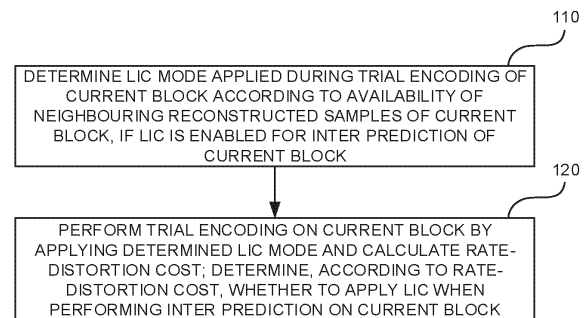 110
DETERMINE LIC MODE APPLIED DURING TRIAL ENCODING OF
CURRENT BLOCK ACCORDING TO AVAILABILITY OF
NEIGHBOURING RECONSTRUCTED SAMPLES OF CURRENT
BLOCK, IF LIC IS ENABLED FOR INTER PREDICTION OF
CURRENT BLOCK
120
PERFORM TRIAL ENCODING ON CURRENT BLOCK BY
APPLYING DETERMINED LIC MODE AND CALCULATE RATE-
DISTORTION COST; DETERMINE, ACCORDING TO RATE-
DISTORTION COST, WHETHER TO APPLY LIC WHEN
PERFORMING INTER PREDICTION ON CURRENT BLOCK